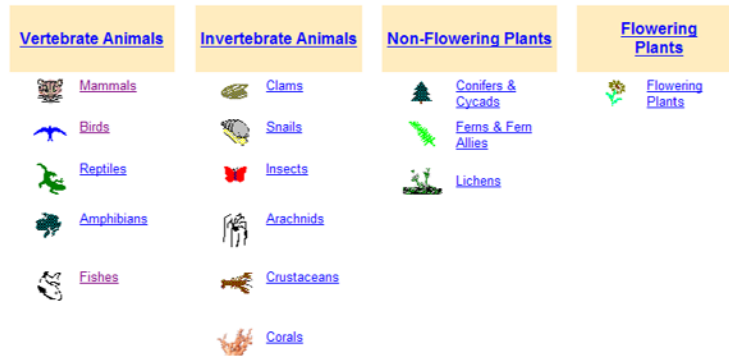 Vertebrate Animals
Mammals
Birds
Reptiles
Amphibians
Fishes
Invertebrate Animals
Clams
Snails
Insects
Arachnids
Crustaceans
Corals
Non-Flowering Plants
Conifers &
Cycads
Ferns & Fern
Allies
Lichens
Flowering
Plants
Flowering
Plants